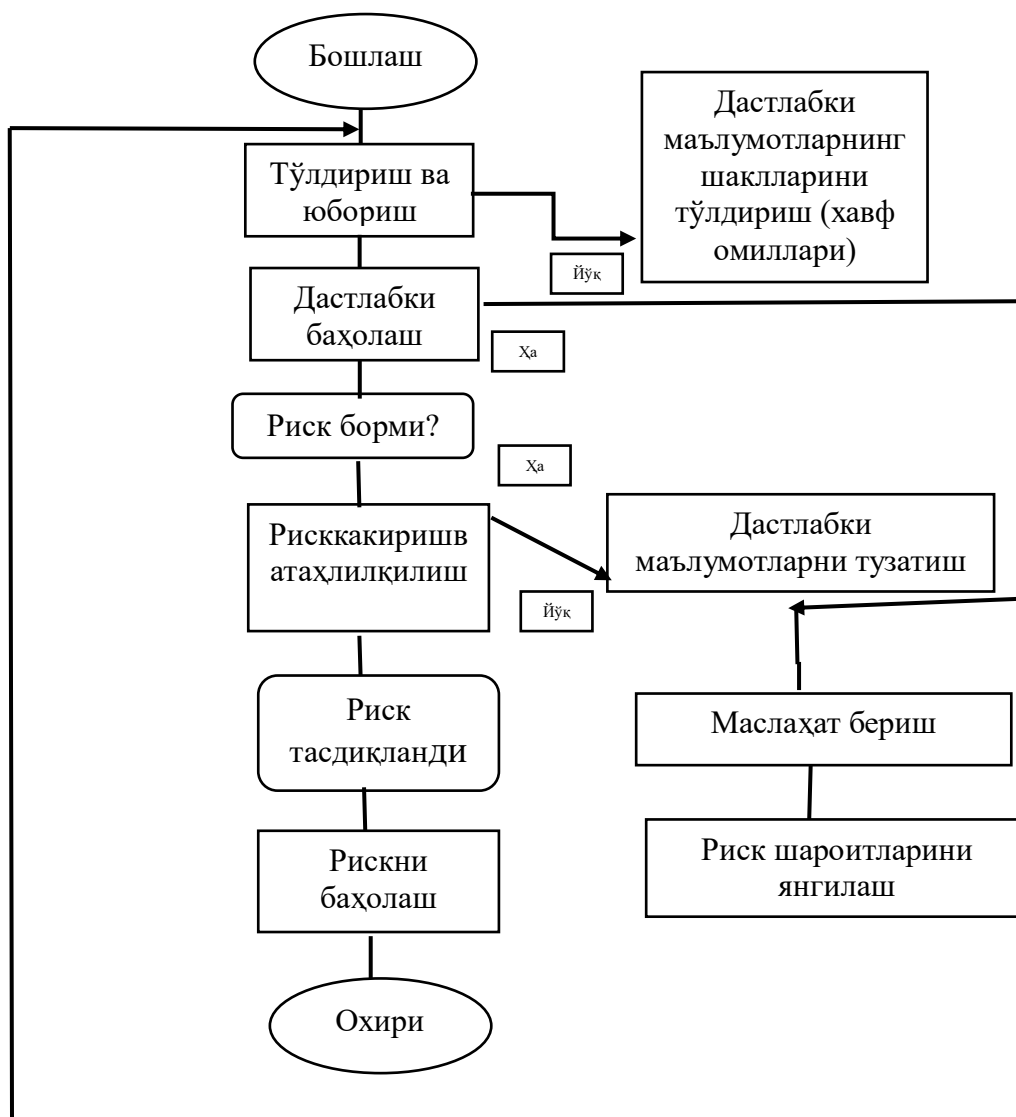 Бошлаш
Дастлабки
маълумотларнинг
шаклларини
тўлдириш (хавф
омиллари)
Тўлдириш ва
юбориш
Йўқ
Дастлабки
баҳолаш
Ҳа
Риск борми?
Ҳа
Рисккакиришв
атаҳлилқилиш
Дастлабки
маълумотларни тузатиш
Йўқ
Риск
тасдиқланди
Маслаҳат бериш
Рискни
баҳолаш
Риск шароитларини
янгилаш
Охири